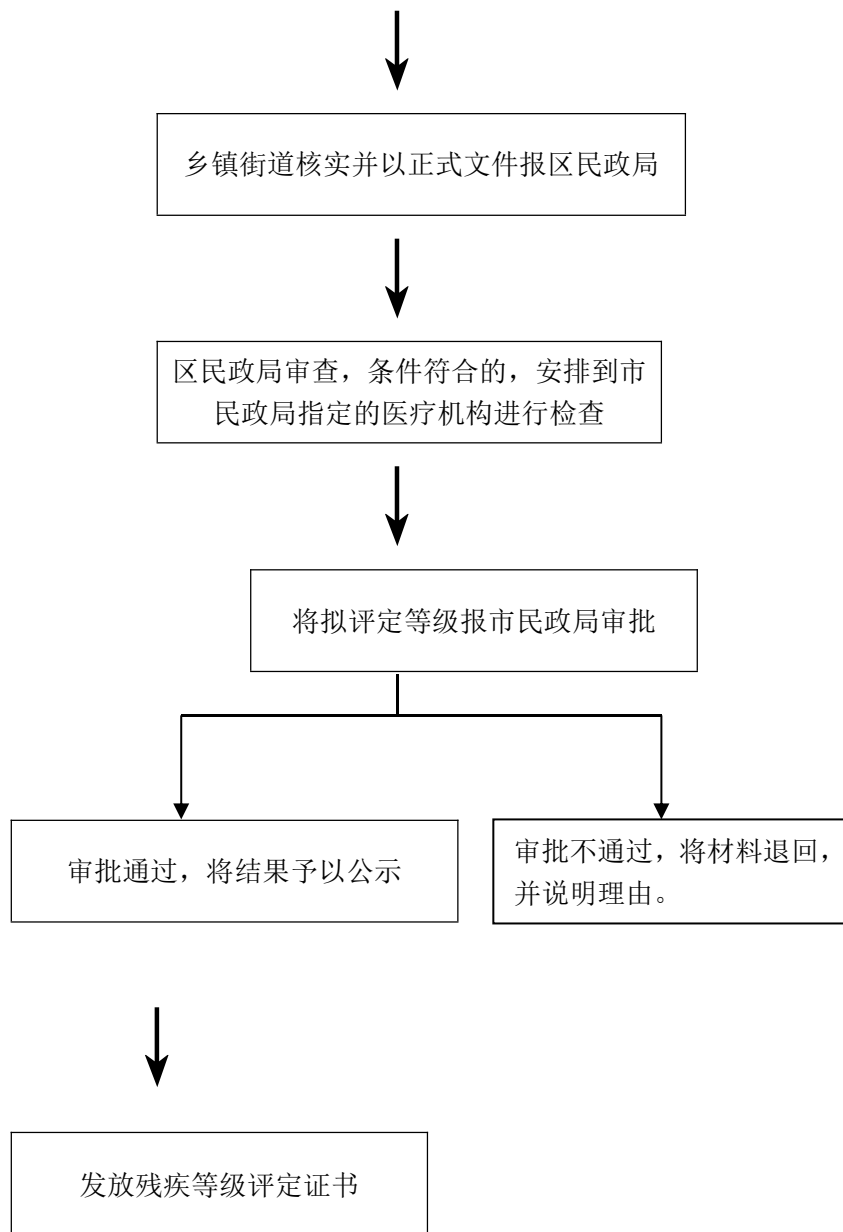 乡镇街道核实并以正式文件报区民政局
区民政局审查，条件符合的，安排到市
民政局指定的医疗机构进行检查
将拟评定等级报市民政局审批
审批通过，将结果予以公示
审批不通过，将材料退回，
并说明理由。
发放残疾等级评定证书